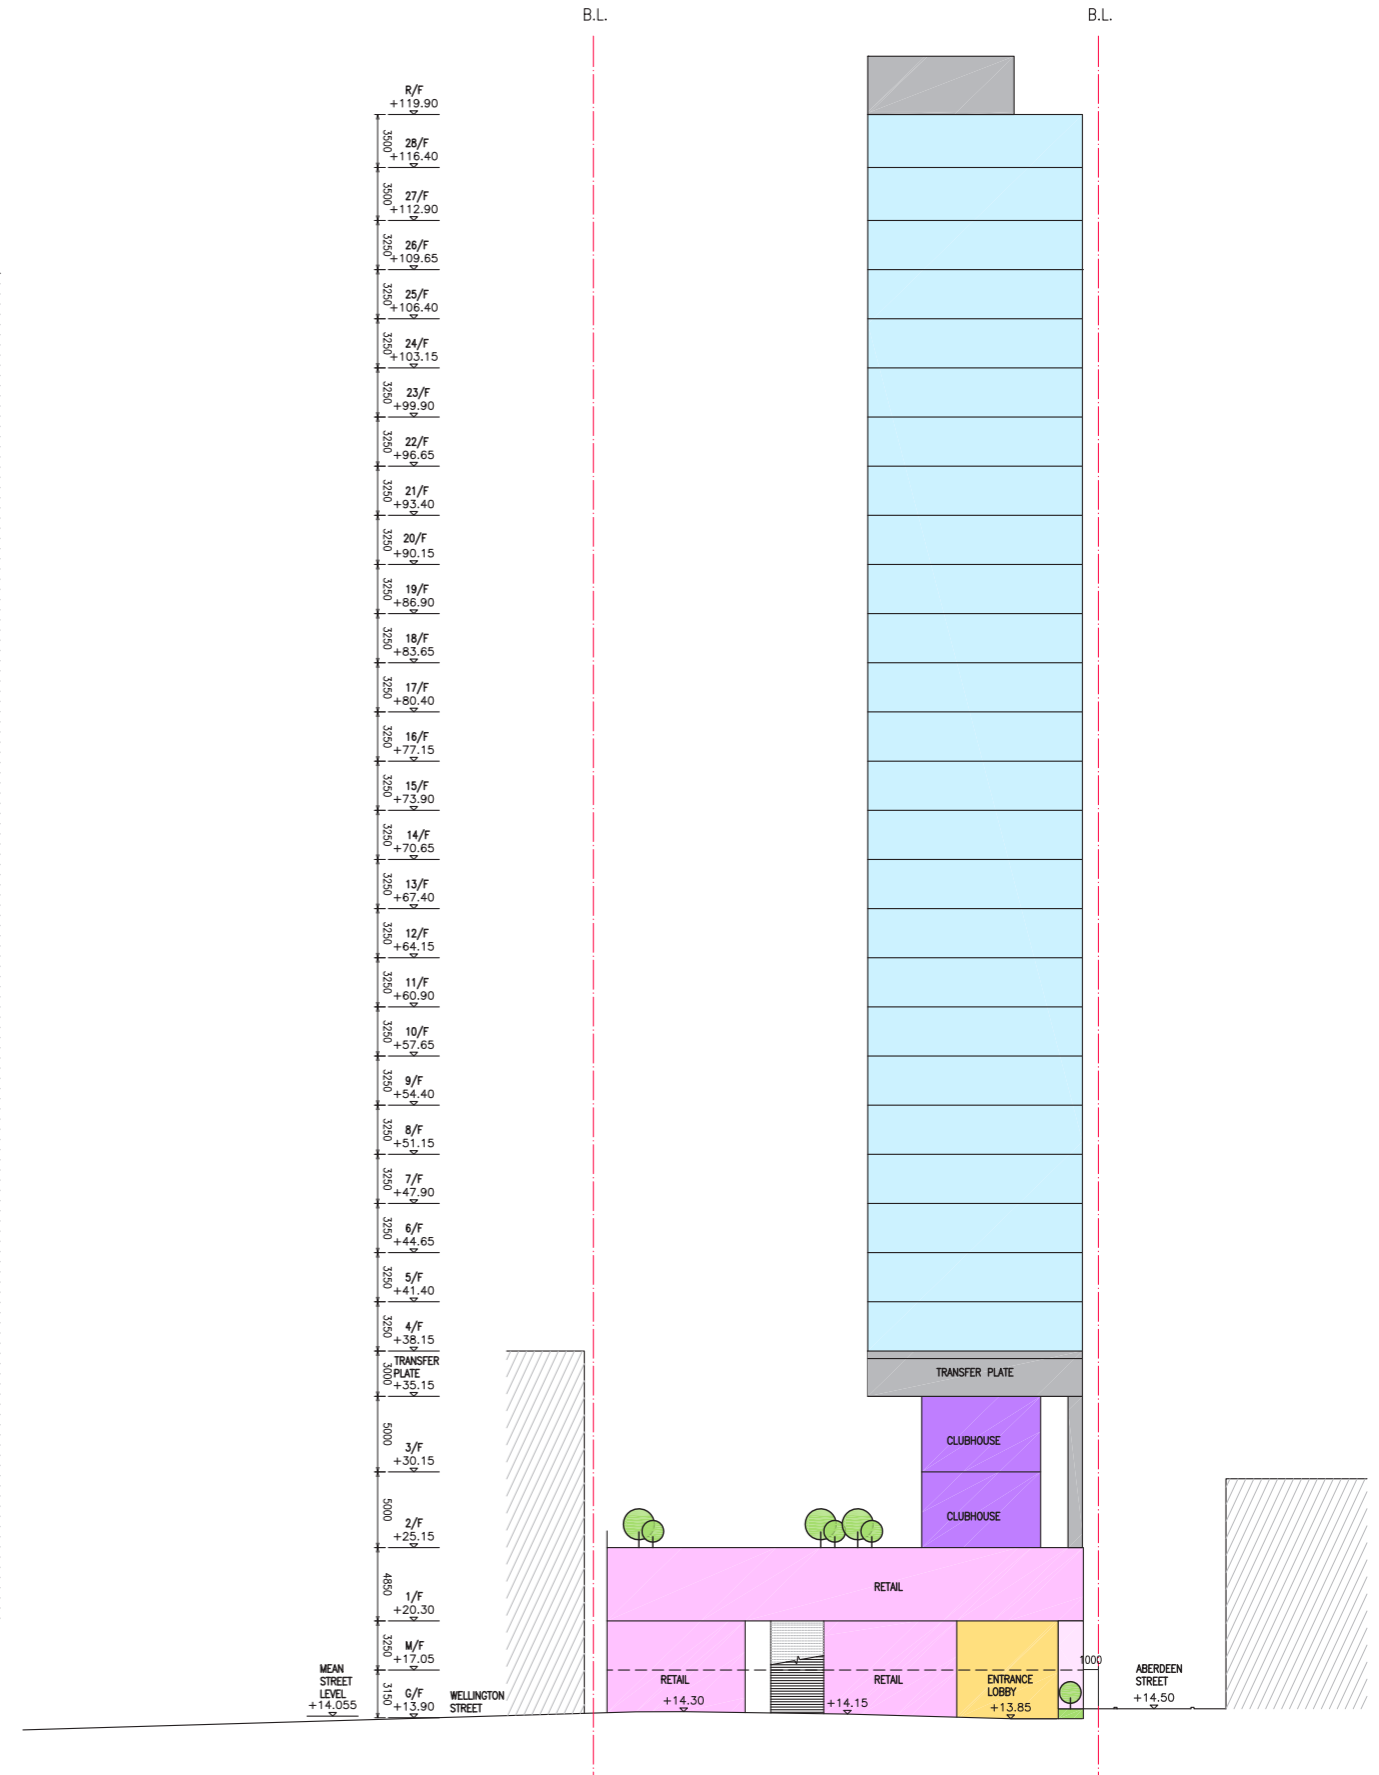 B.L.
B.L.
R/F
+119.90
3500
28/F
+116.40
3500
27/F
+112.90
3250
26/F
+109.65
3250
25/F
+106.40
3250
24/F
+103.15
3250
23/F
+99.90
3250
22/F
+96.65
3250
21/F
+93.40
3250
20/F
+90.15
3250
19/F
+86.90
3250
18/F
+83.65
3250
17/F
+80.40
3250
16/F
+77.15
3250
15/F
+73.90
3250
14/F
+70.65
3250
13/F
+67.40
3250
12/F
+64.15
3250
11/F
+60.90
3250
10/F
+57.65
3250
9/F
+54.40
3250
8/F
+51.15
3250
7/F
+47.90
3250
6/F
+44.65
3250
5/F
+41.40
3250
4/F
+38.15
3000
TRANSFER
PLATE
+35.15
TRANSFER PLATE
5000
3/F
+30.15
CLUBHOUSE
5000
2/F
+25.15
CLUBHOUSE
4850
1/F
+20.30
RETAIL
3250
M/F
+17.05
1000
3150
G/F
+13.90
MEAN
STREET
LEVEL
+14.055
WELLINGTON
STREET
RETAIL
+14.30
RETAIL
+14.15
ENTRANCE
LOBBY
+13.85
ABERDEEN
STREET
+14.50